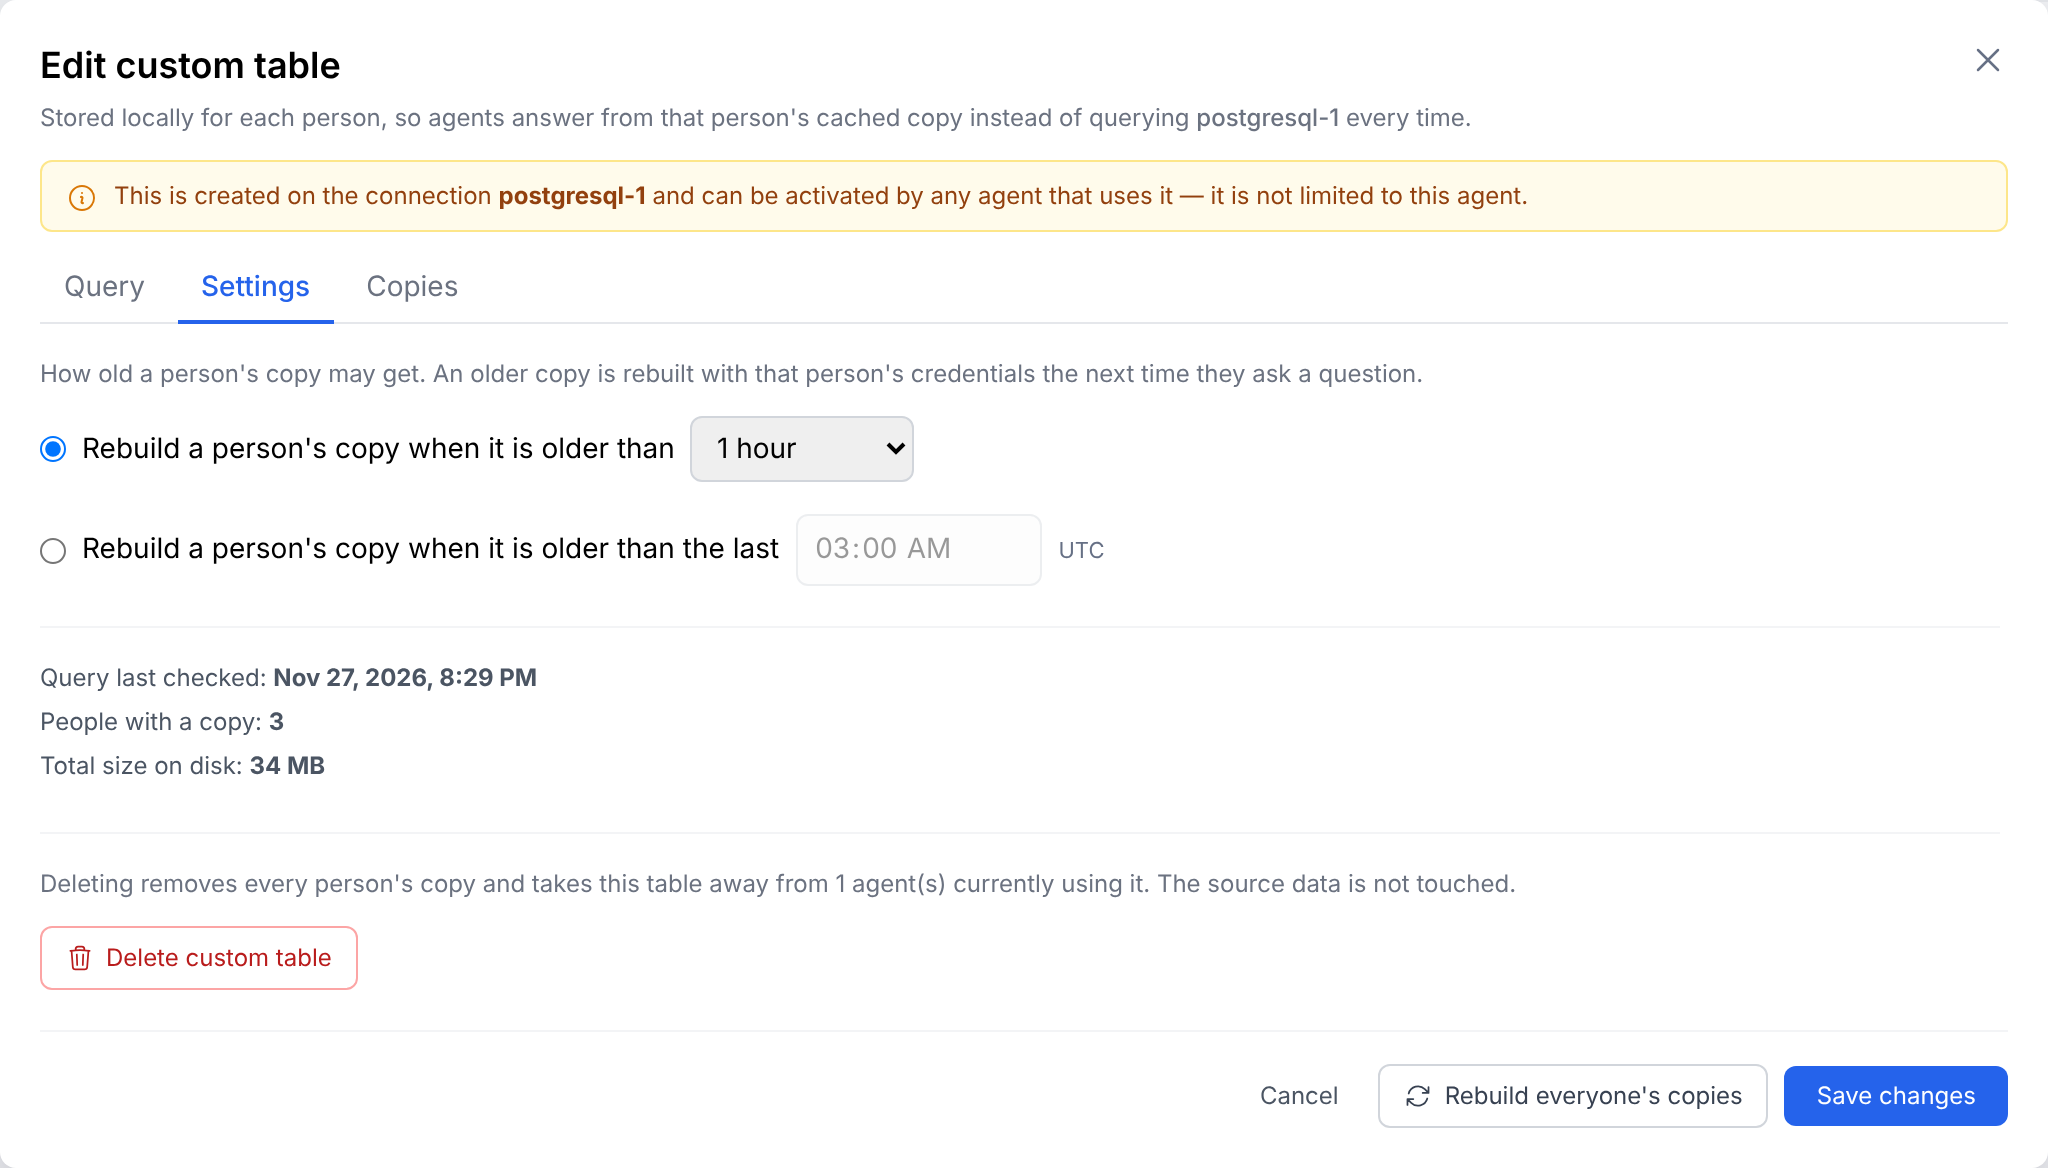 Edit custom table
Stored locally for each person, so agents answer from that person's cached copy instead of querying postgresql-1 every time.
This is created on the connection postgresql-1 and can be activated by any agent that uses it — it is not limited to this agent.
Query Settings Copies
How old a person's copy may get. An older copy is rebuilt with that person's credentials the next time they ask a question.
Rebuild a person's copy when it is older than 1 hour
Rebuild a person's copy when it is older than the last 03:00 AM UTC
Query last checked: Nov 27, 2026, 8:29 PM
People with a copy: 3
Total size on disk: 34 MB
Deleting removes every person's copy and takes this table away from 1 agent(s) currently using it. The source data is not touched.
Delete custom table
Cancel Rebuild everyone's copies Save changes